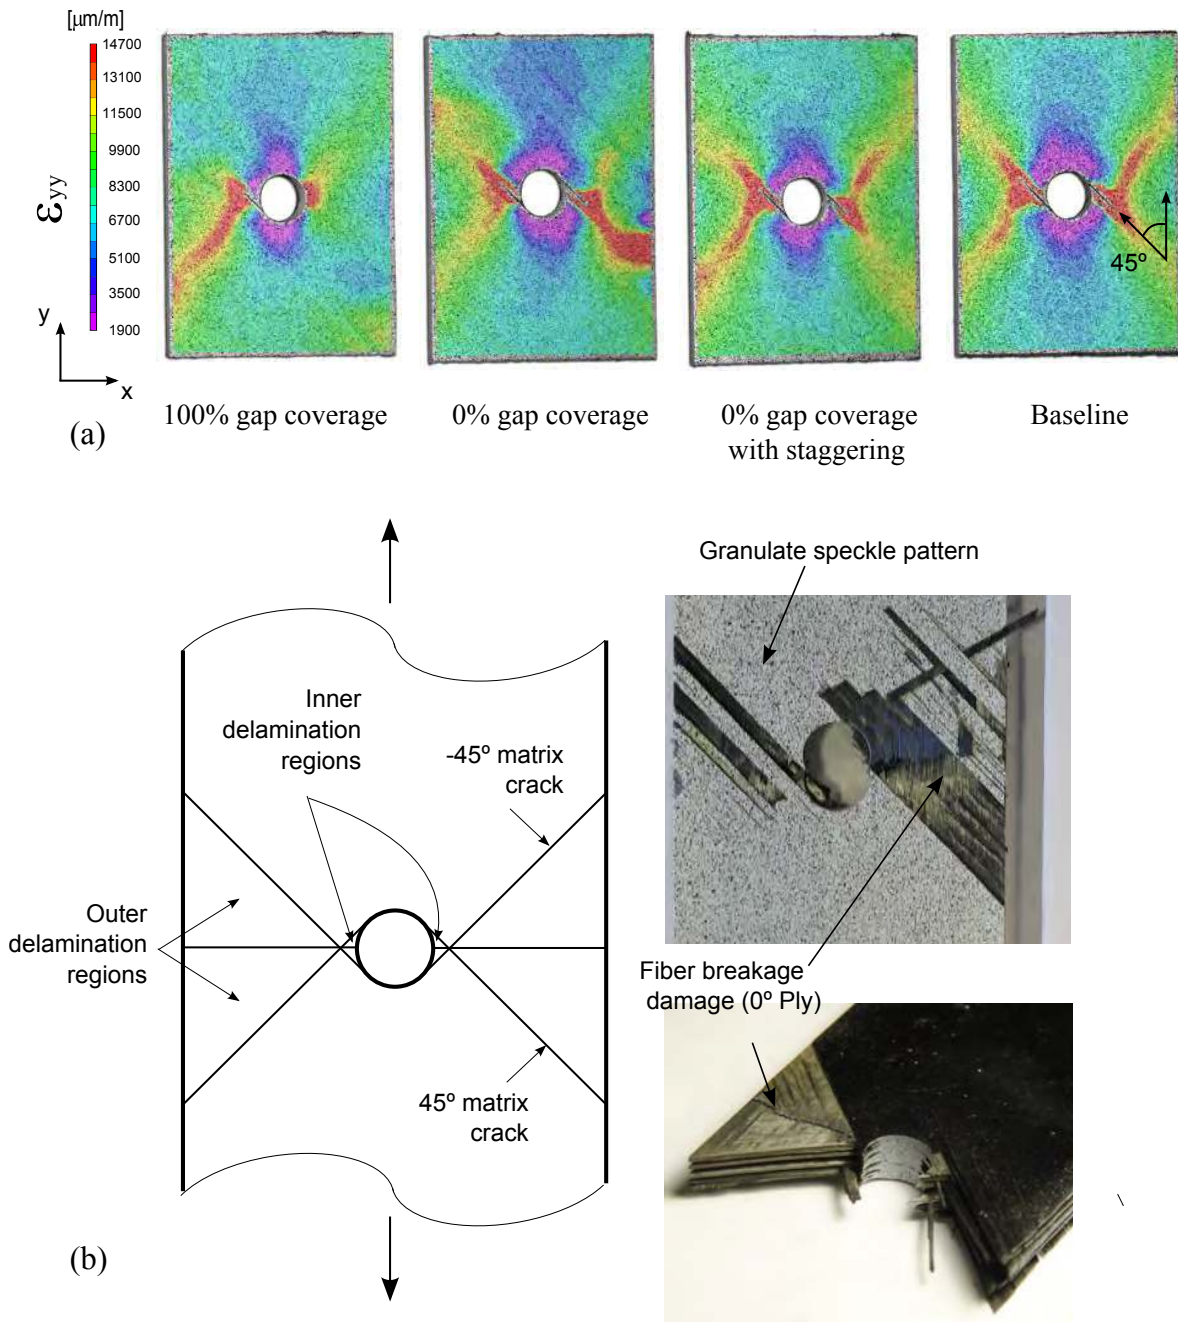 [μm/m]
14700
13100
11500
9900
8300
6700
5100
3500
1900
εyy
y
x
45º
(a)
100% gap coverage
0% gap coverage
0% gap coverage
with staggering
Baseline
Granulate speckle pattern
Inner
delamination
regions
-45º matrix
crack
Outer
delamination
regions
45º matrix
crack
Fiber breakage
damage (0º Ply)
(b)
\